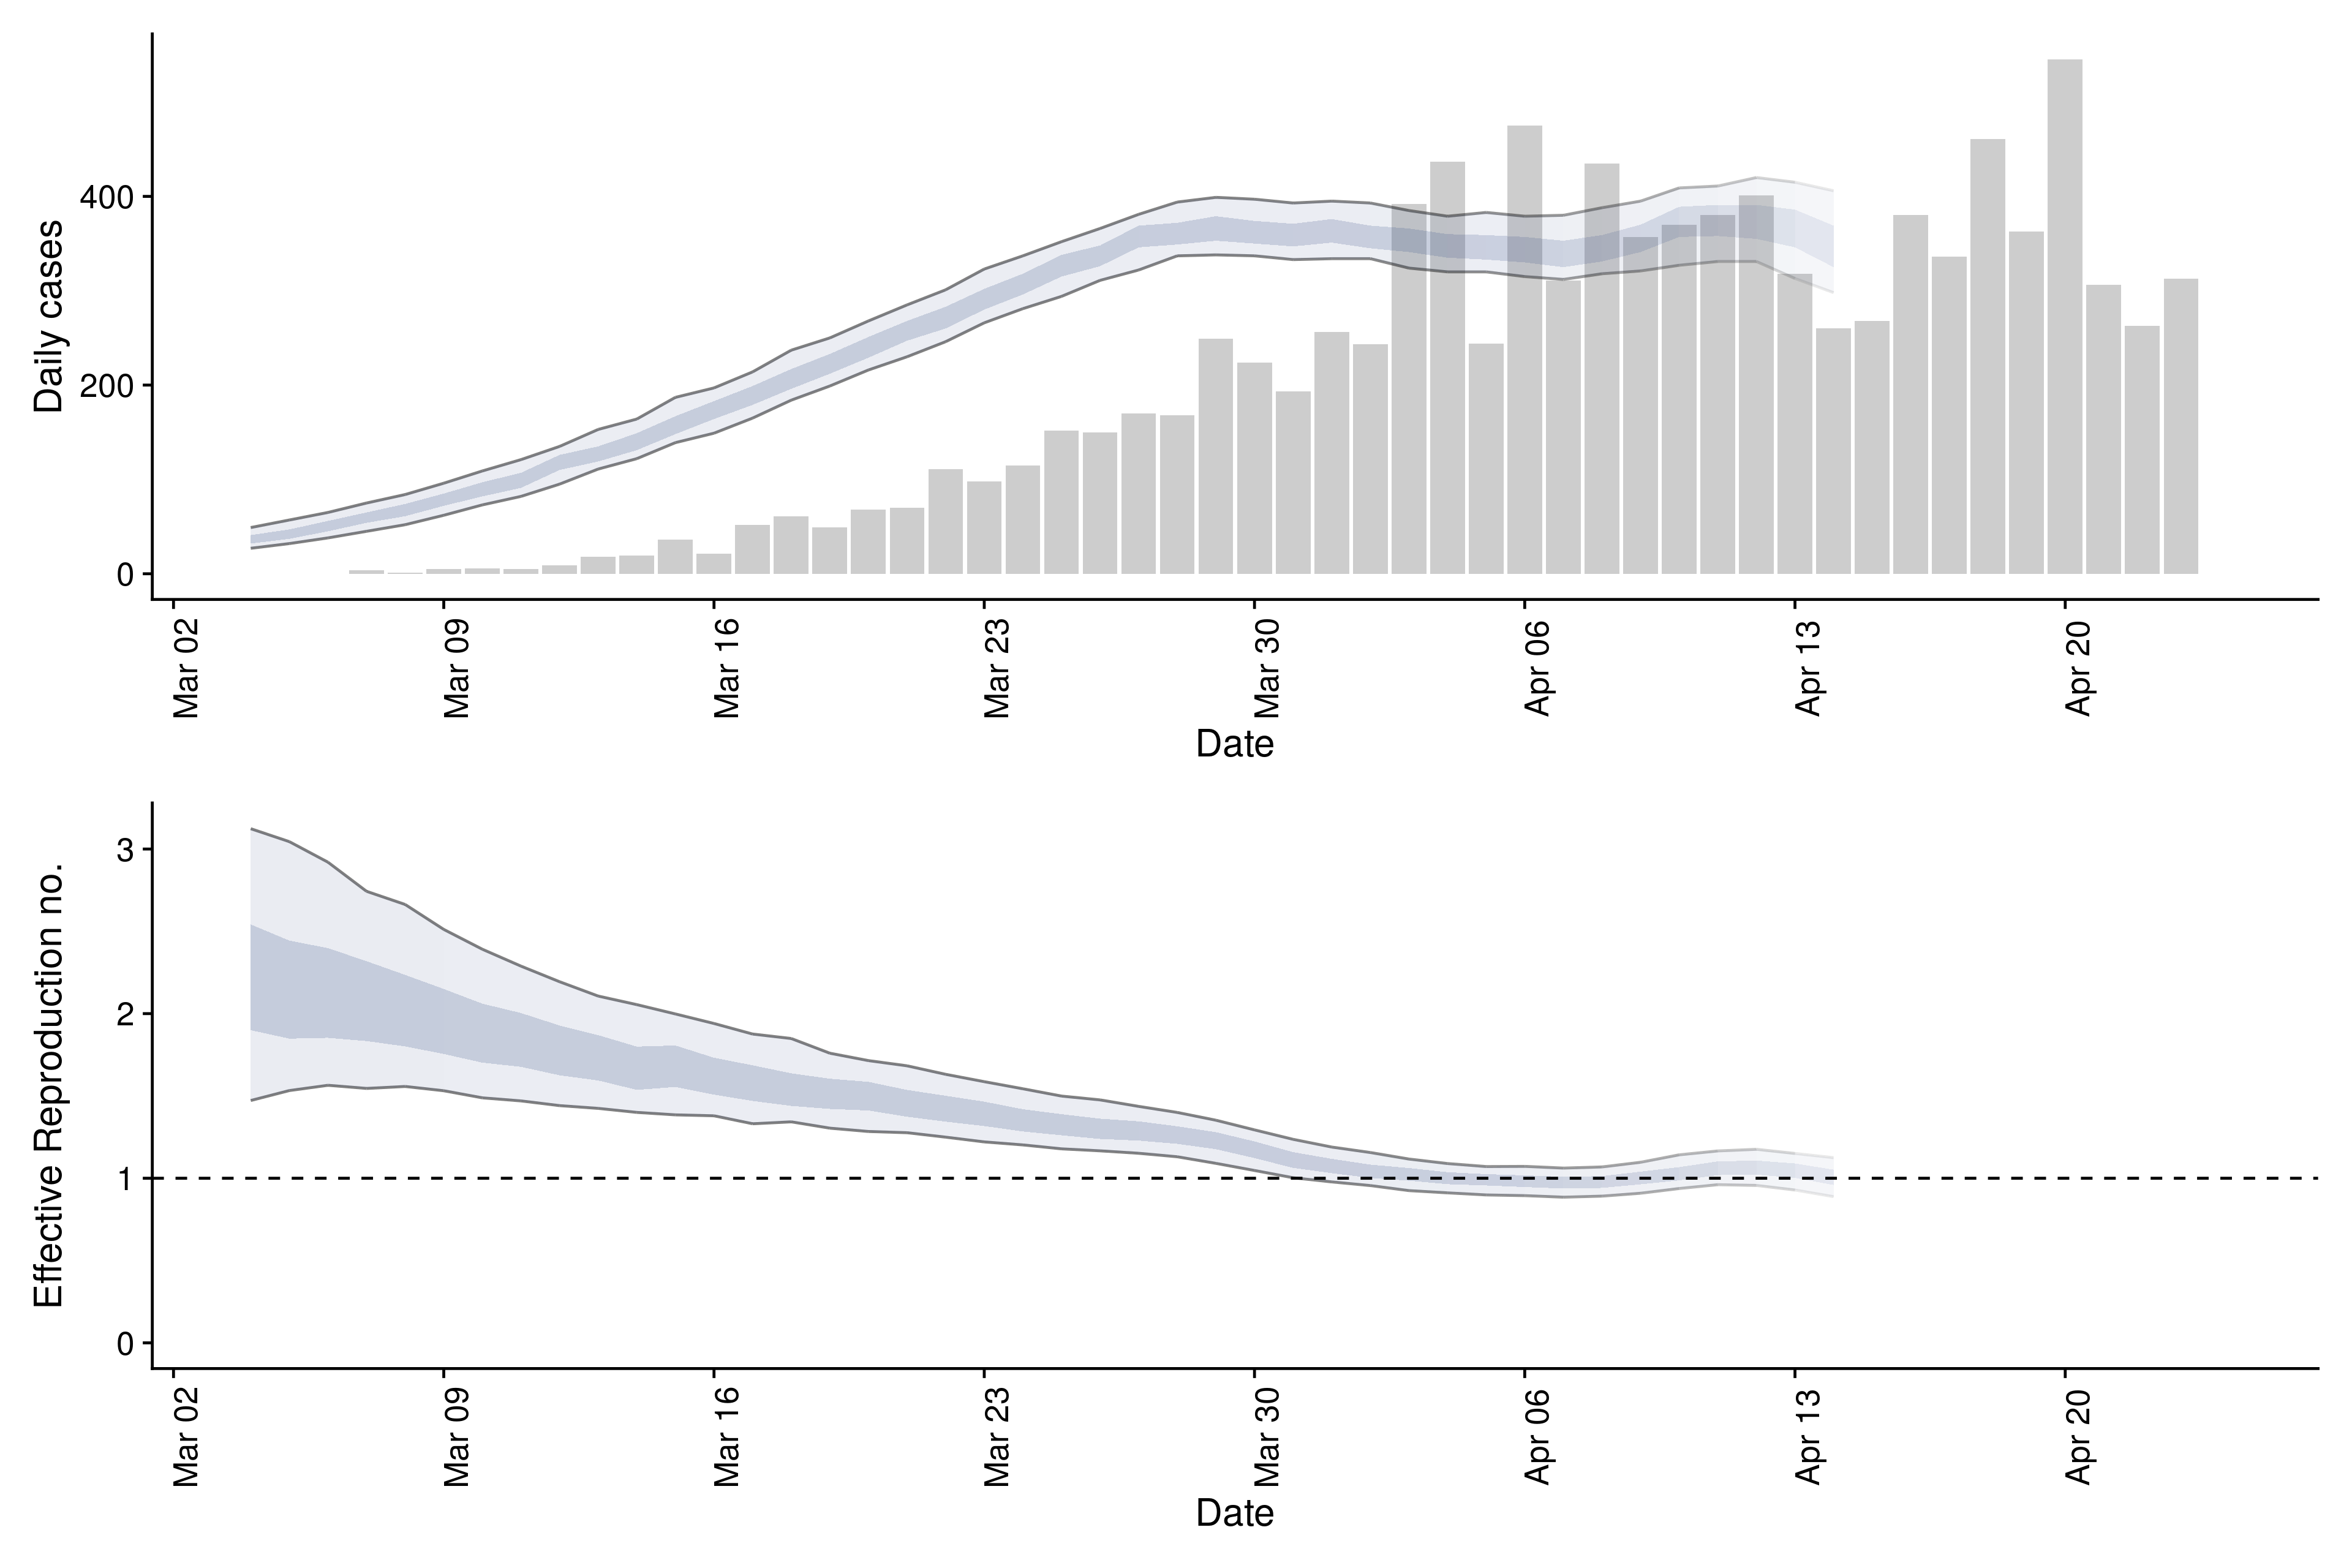 Daily cases
400
200
0
Mar 02
Mar 09
Mar 16
Mar 23
Mar 30
Apr 06
Apr 13
Apr 20
Date
Effective Reproduction no.
3
2
1
0
Mar 02
Mar 09
Mar 16
Mar 23
Mar 30
Apr 06
Apr 13
Apr 20
Date